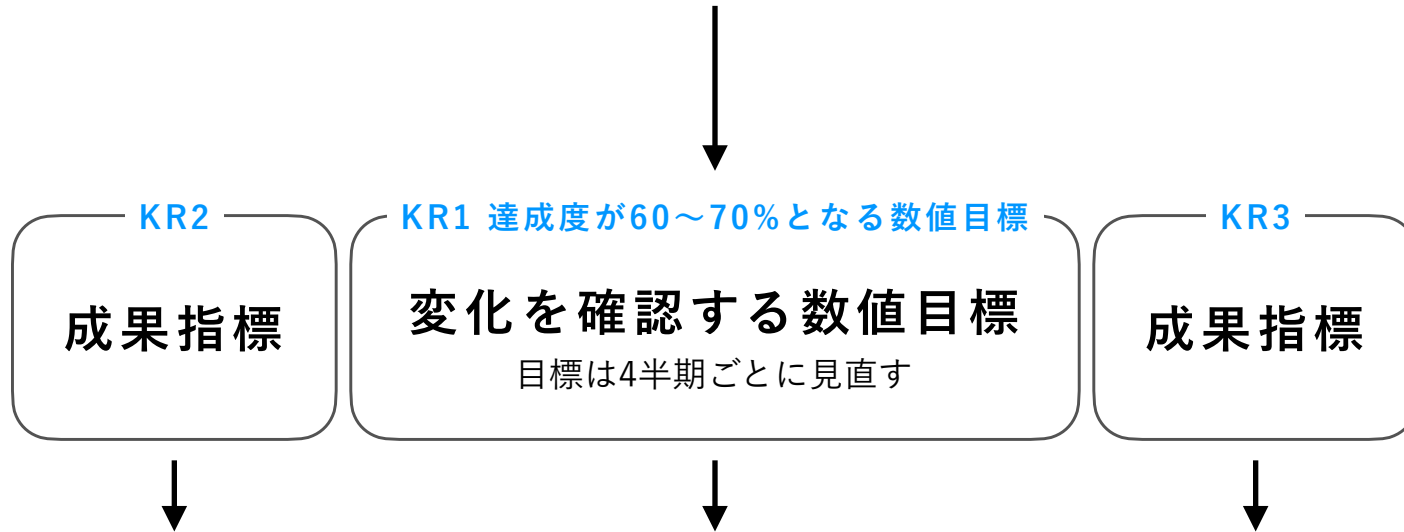 KR2
成果指標
KR1 達成度が60〜70%となる数値目標
変化を確認する数値目標
目標は4半期ごとに見直す
KR3
成果指標